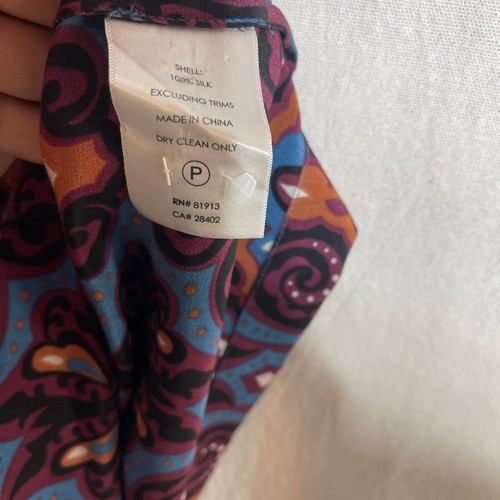 SHELL:
100% SILK
EXCLUDING TRIMS
MADE IN CHINA
DRY CLEAN ONLY
P
RN# 81913
CA# 28402